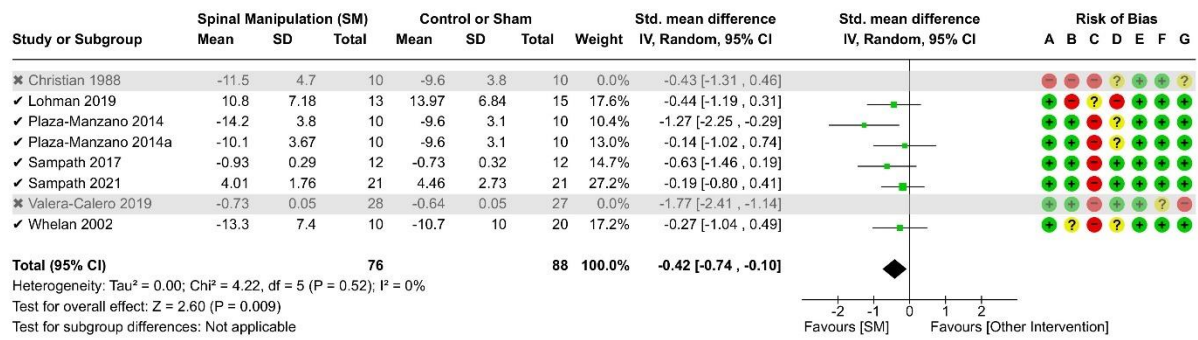 Spinal Manipulation (SM) Control or Sham Std. mean difference Std. mean difference Risk of Bias
Study or Subgroup Mean SD Total Mean SD Total Weight IV, Random, 95% CI IV, Random, 95% CI A B C D E F G
✖ Christian 1988 -11.5 4.7 10 -9.6 3.8 10 0.0% -0.43 [-1.31 , 0.46] - - - ? + + ?
✔ Lohman 2019 10.8 7.18 13 13.97 6.84 15 17.6% -0.44 [-1.19 , 0.31] + - ? - + + +
✔ Plaza-Manzano 2014 -14.2 3.8 10 -9.6 3.1 10 10.4% -1.27 [-2.25 , -0.29] + + - ? + + +
✔ Plaza-Manzano 2014a -10.1 3.67 10 -9.6 3.1 10 13.0% -0.14 [-1.02 , 0.74] + + - ? + + +
✔ Sampath 2017 -0.93 0.29 12 -0.73 0.32 12 14.7% -0.63 [-1.46 , 0.19] + + - + + + +
✔ Sampath 2021 4.01 1.76 21 4.46 2.73 21 27.2% -0.19 [-0.80 , 0.41] + + - + + + +
✖ Valera-Calero 2019 -0.73 0.05 28 -0.64 0.05 27 0.0% -1.77 [-2.41 , -1.14] + + - + + ? -
✔ Whelan 2002 -13.3 7.4 10 -10.7 10 20 17.2% -0.27 [-1.04 , 0.49] + ? - ? + + +
Total (95% CI) 76 88 100.0% -0.42 [-0.74 , -0.10]
Heterogeneity: Tau² = 0.00; Chi² = 4.22, df = 5 (P = 0.52); I² = 0%
Test for overall effect: Z = 2.60 (P = 0.009)
Test for subgroup differences: Not applicable
-2 -1 0 1 2
Favours [SM] Favours [Other Intervention]